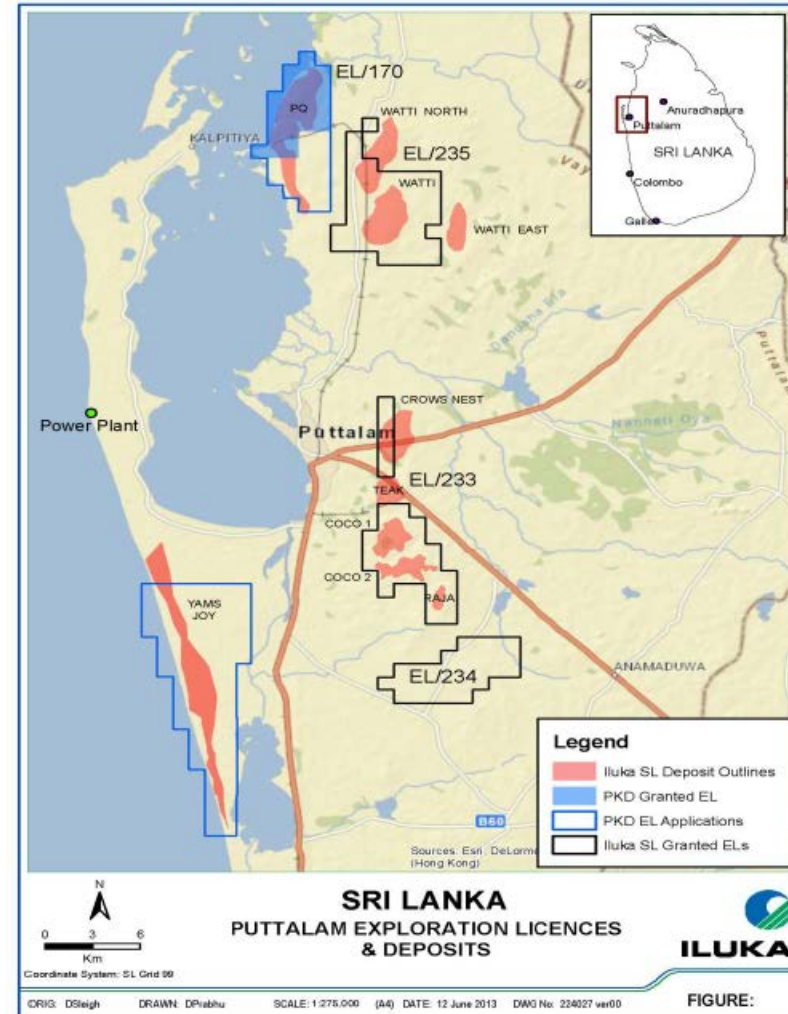 EL/170
PQ
WATTI NORTH
KALPITIYA
EL/235
WATTI
WATTI EAST
Anuradhapura
Puttalam
SRI LANKA
Colombo
Galle
Danusha Ela
CROWS NEST
Power Plant
Puttalam
Nanneti Oya
EL/233
TEAK
COCO 1
COCO 2
RAJA
YAMS
JOY
EL/234
ANAMADUWA
B60
Sources: Esri, DeLorme
(Hong Kong)
Legend
Iluka SL Deposit Outlines
PKD Granted EL
PKD EL Applications
Iluka SL Granted ELs
N
0 3 6
Km
Coordinate System: SL Grid 99
SRI LANKA
PUTTALAM EXPLORATION LICENCES
& DEPOSITS
ILUKA
ORIG: DSleigh DRAWN: DPrabhu SCALE: 1:275,000 (A4) DATE: 12 June 2013 DWG No: 224027 ver00 FIGURE: